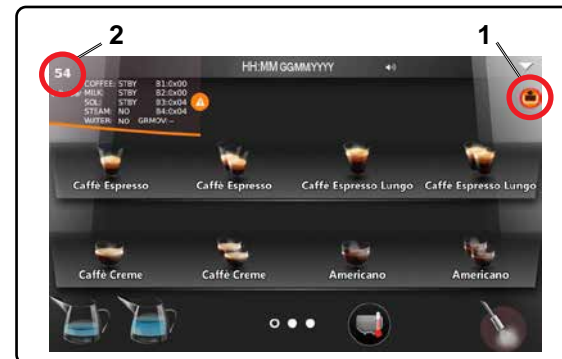 2
1
54
HH:MM GGMMYYYY
COFFEE: STBY B1:0x00
MILK: STBY B2:0x00
SOL: STBY B3:0x04
STEAM: NO B4:0x04
WATER: NO GRMOV: -
Caffè Espresso Caffè Espresso Caffè Espresso Lungo Caffè Espresso Lungo
Caffè Creme Caffè Creme Americano Americano